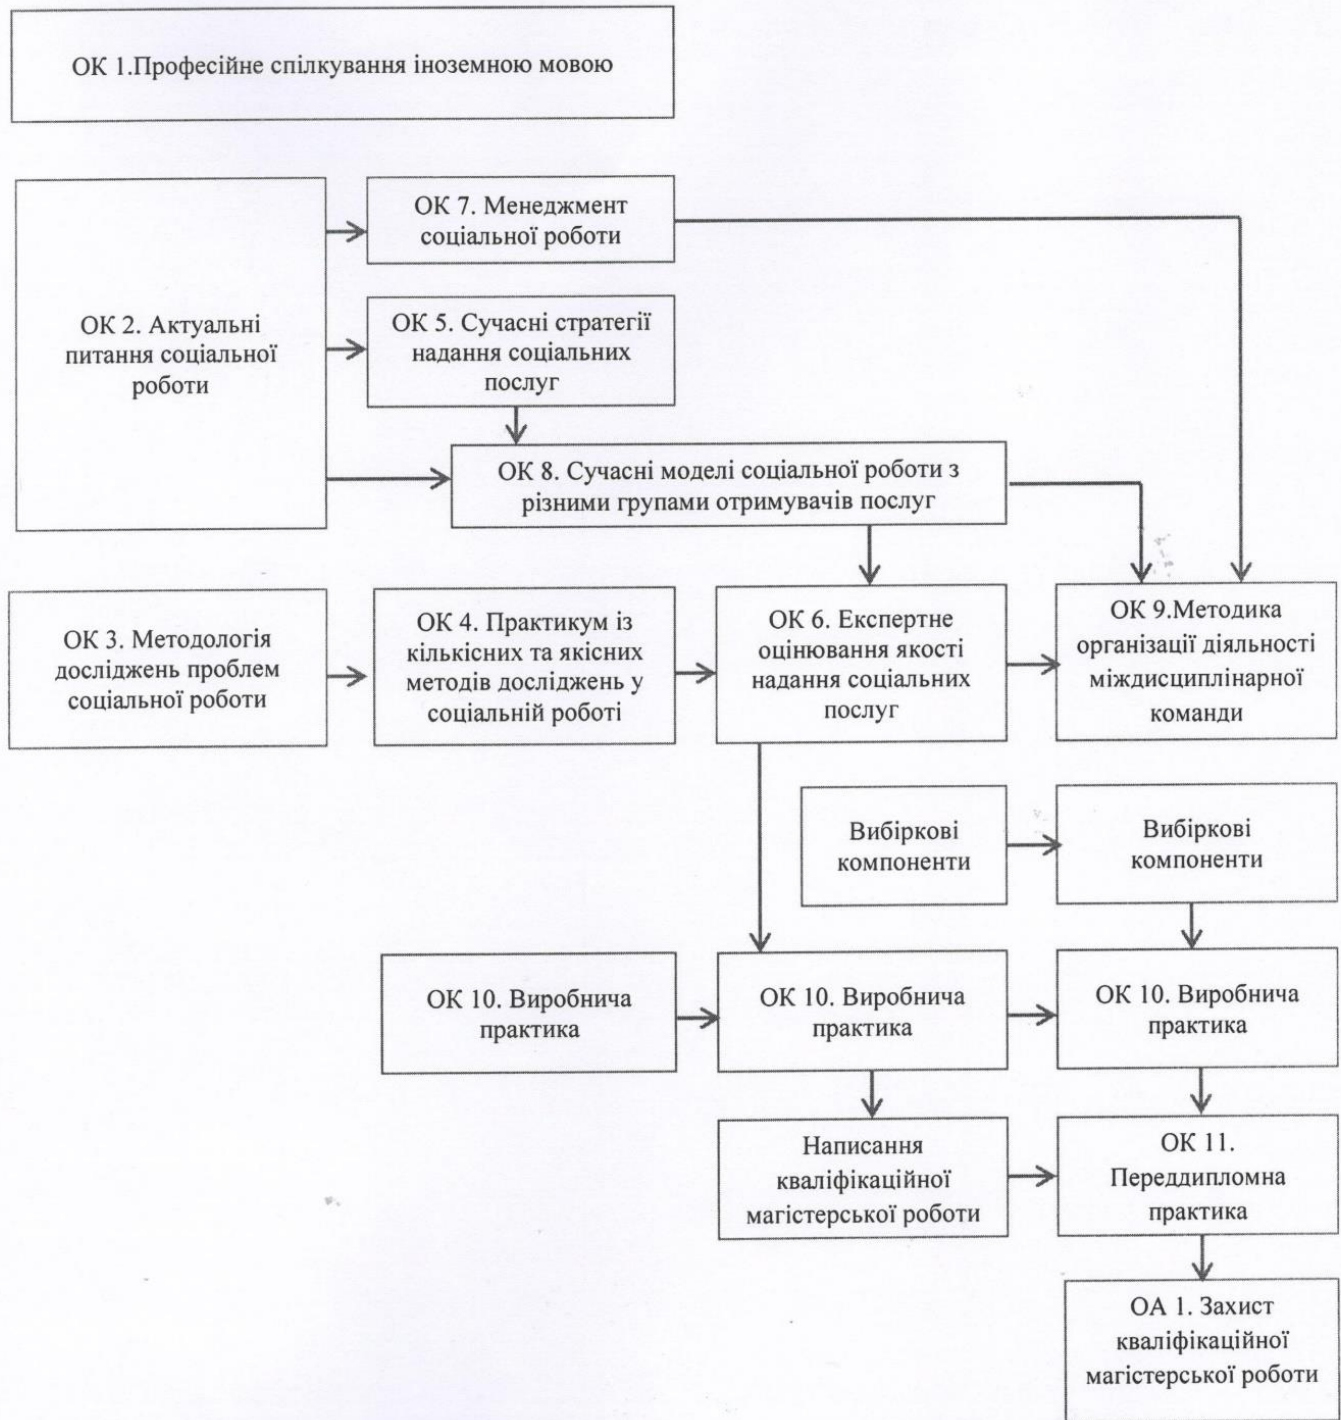 ОК 1.Професійне спілкування іноземною мовою
ОК 7. Менеджмент
соціальної роботи
ОК 2. Актуальні
питання соціальної
роботи
ОК 5. Сучасні стратегії
надання соціальних
послуг
ОК 8. Сучасні моделі соціальної роботи з
різними групами отримувачів послуг
ОК 3. Методологія
досліджень проблем
соціальної роботи
ОК 4. Практикум із
кількісних та якісних
методів досліджень у
соціальній роботі
ОК 6. Експертне
оцінювання якості
надання соціальних
послуг
ОК 9.Методика
організації діяльності
міждисциплінарної
команди
Вибіркові
компоненти
Вибіркові
компоненти
ОК 10. Виробнича
практика
ОК 10. Виробнича
практика
ОК 10. Виробнича
практика
Написання
кваліфікаційної
магістерської роботи
ОК 11.
Переддипломна
практика
ОА 1. Захист
кваліфікаційної
магістерської роботи